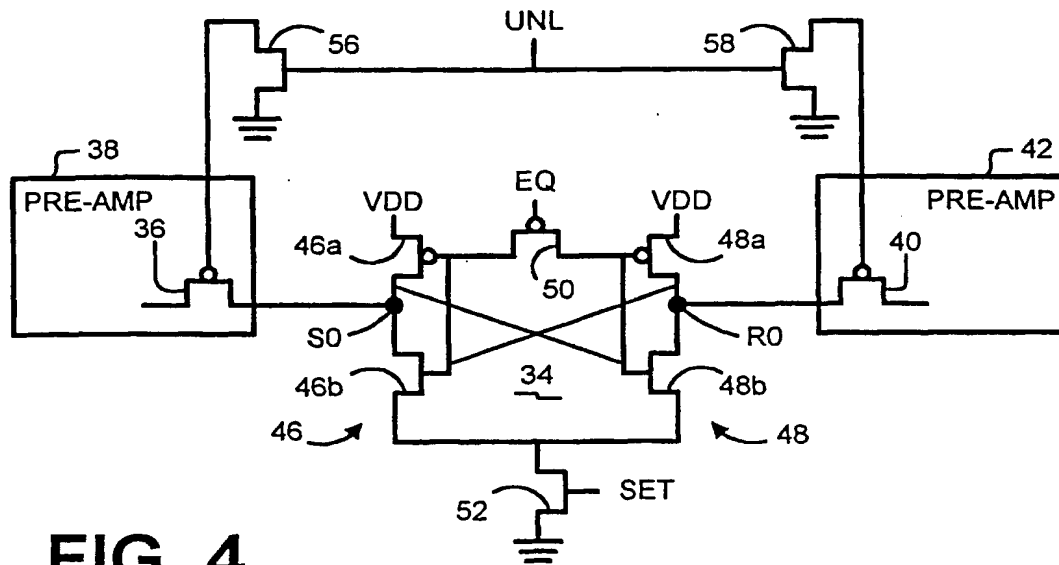 56 UNL 58
38 42
PRE-AMP EQ PRE-AMP
VDD VDD
36 46a 48a 40
50
S0 R0
46b 34 48b
46 48
52 SET
FIG. 4